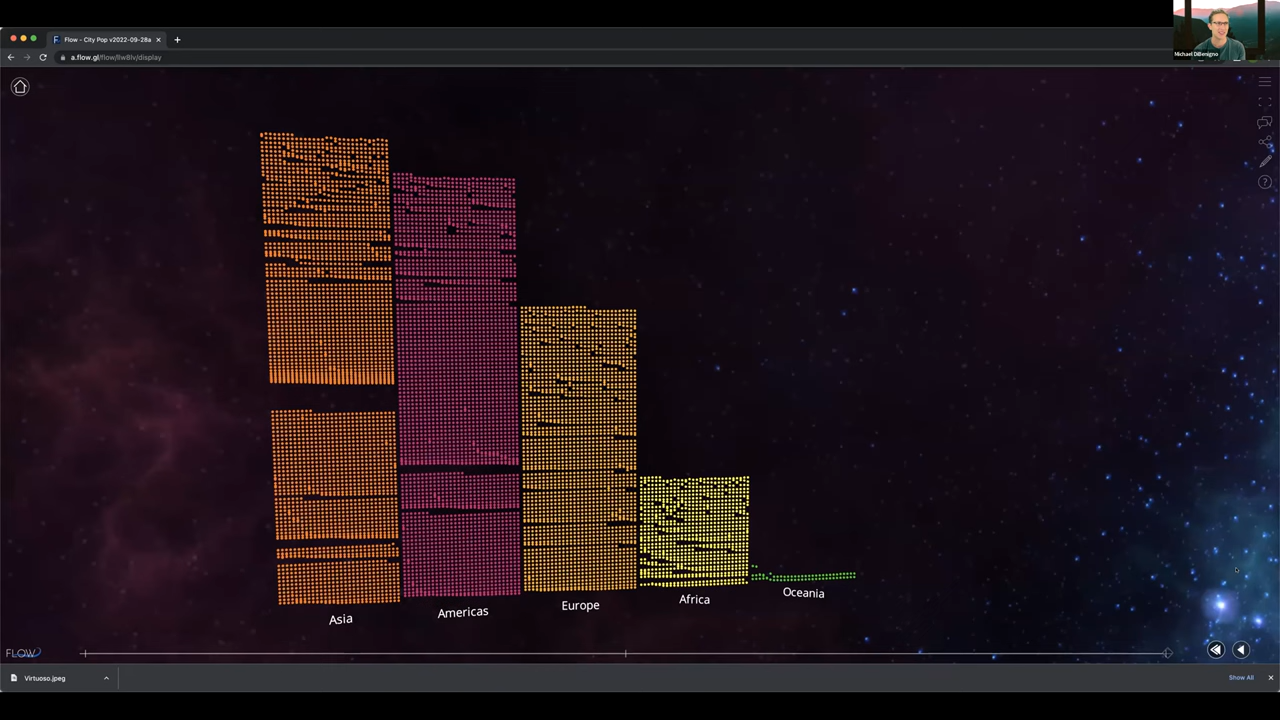 Flow - City Pop v2022-09-28a
a.flow.gl/flow/llw8lv/display
Michael DiBenigno
Asia
Americas
Europe
Africa
Oceania
FLOW
Virtuoso.jpeg
Show All